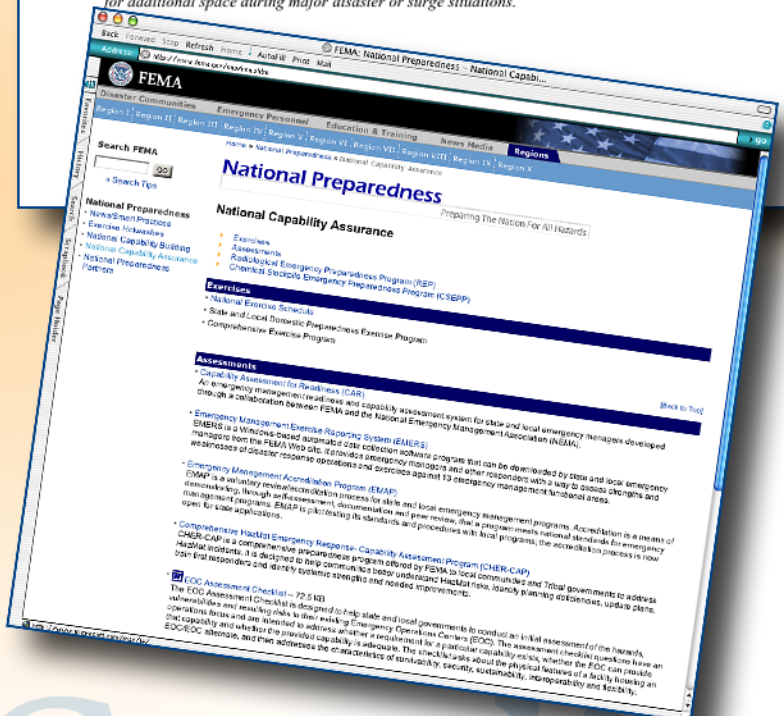 for additional space during major disaster or surge situations.
FEMA: National Preparedness – National Capabi...
Back Forward Stop Refresh Home AutoFill Print Mail
Address:
go
FEMA
Disaster Communities Emergency Personnel Education & Training News Media Regions
Region I Region II Region III Region IV Region V Region VI Region VII Region VIII Region IX Region X
Home » National Preparedness » National Capability Assurance
Favorites
History
Search
Scrapbook
Page Holder
Search FEMA
GO
» Search Tips
National Preparedness
• News/Smart Practices
• Exercise Hotwashes
• National Capability Building
• National Capability Assurance
• National Preparedness
Partners
National Preparedness
Preparing The Nation For All Hazards
National Capability Assurance
Exercises
Assessments
Radiological Emergency Preparedness Program (REP)
Chemical Stockpile Emergency Preparedness Program (CSEPP)
Exercises
• National Exercise Schedule
• State and Local Domestic Preparedness Exercise Program
• Comprehensive Exercise Program
[Back to Top]
Assessments
• Capability Assessment for Readiness (CAR)
An emergency management readiness and capability assessment system for state and local emergency managers developed
through a collaboration between FEMA and the National Emergency Management Association (NEMA).
• Emergency Management Exercise Reporting System (EMERS)
EMERS is a Windows-based automated data collection software program that can be downloaded by state and local emergency
managers from the FEMA Web site. It provides emergency managers and other responders with a way to assess strengths and
weaknesses of disaster response operations and exercises against 13 emergency management functional areas.
• Emergency Management Accreditation Program (EMAP)
EMAP is a voluntary review/accreditation process for state and local emergency management programs. Accreditation is a means of
demonstrating, through self-assessment, documentation and peer review, that a program meets national standards for emergency
management programs. EMAP is pilot testing its standards and procedures with local programs; the accreditation process is now
open for state applications.
• Comprehensive HazMat Emergency Response- Capability Assessment Program (CHER-CAP)
CHER-CAP is a comprehensive preparedness program offered by FEMA to local communities and Tribal governments to address
HazMat incidents. It is designed to help communities better understand HazMat risks, identify planning deficiencies, update plans,
train first responders and identify systemic strengths and needed improvements.
• EOC Assessment Checklist – 72.5 KB
The EOC Assessment Checklist is designed to help state and local governments to conduct an initial assessment of the hazards,
vulnerabilities and resulting risks to their existing Emergency Operations Centers (EOC). The assessment checklist questions have an
operations focus and are intended to address whether a requirement for a particular capability exists, whether the EOC can provide
that capability and whether the provided capability is adequate. The checklist asks about the physical features of a facility housing an
EOC/EOC alternate, and then addresses the characteristics of survivability, security, sustainability, interoperability and flexibility.